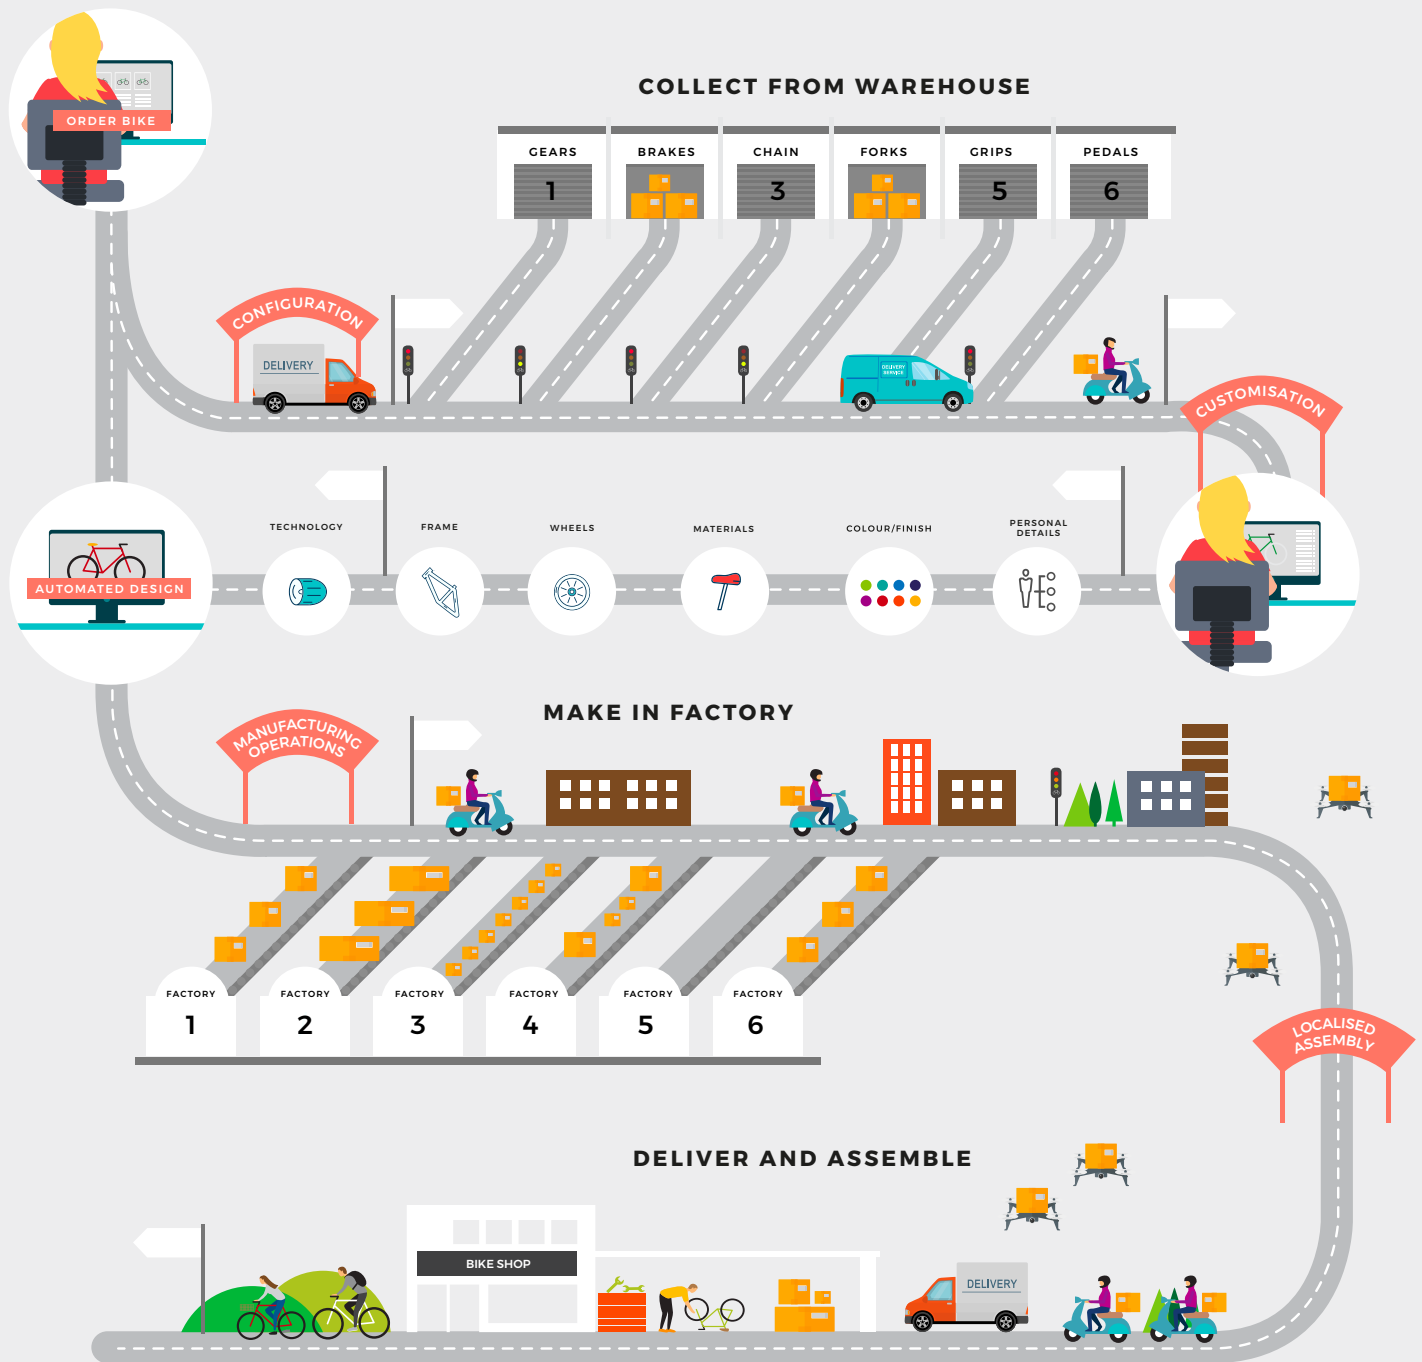 ORDER BIKE
COLLECT FROM WAREHOUSE
GEARS
BRAKES
CHAIN
FORKS
GRIPS
PEDALS
1
3
5
6
CONFIGURATION
DELIVERY
DELIVERY
SERVICE
CUSTOMISATION
AUTOMATED DESIGN
TECHNOLOGY
FRAME
WHEELS
MATERIALS
COLOUR/FINISH
PERSONAL
DETAILS
MAKE IN FACTORY
MANUFACTURING
OPERATIONS
FACTORY
1
FACTORY
2
FACTORY
3
FACTORY
4
FACTORY
5
FACTORY
6
LOCALISED
ASSEMBLY
DELIVER AND ASSEMBLE
BIKE SHOP
DELIVERY